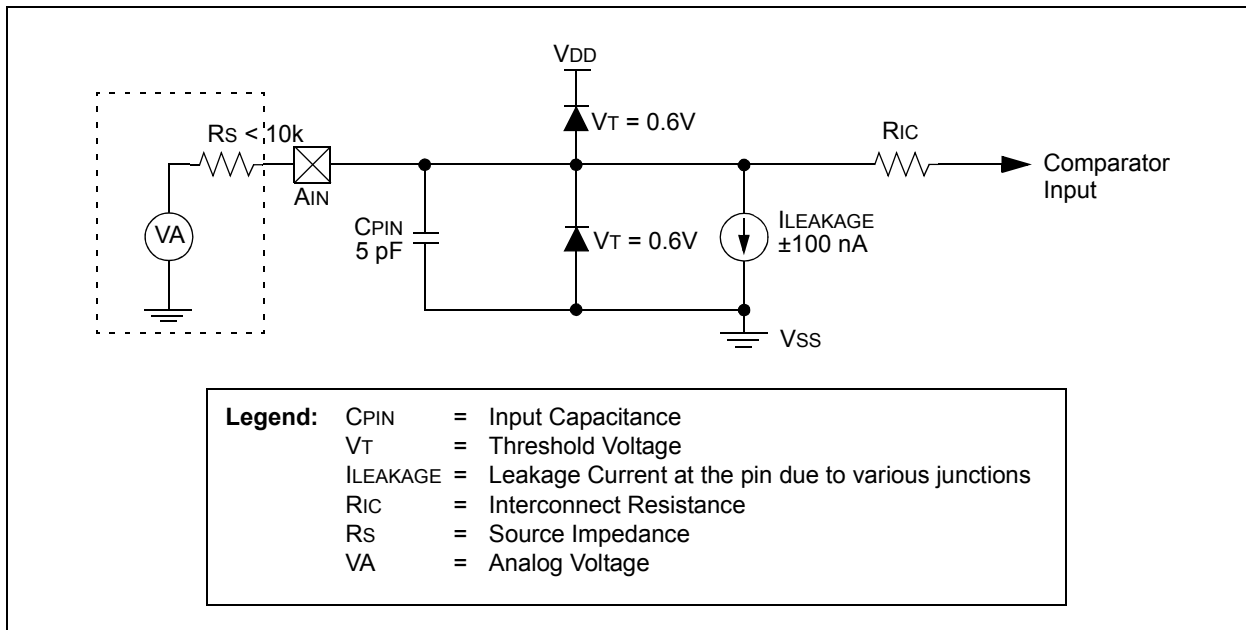 VDD
VT = 0.6V
RS < 10k
RIC
AIN
Comparator
Input
VA
CPIN
5 pF
VT = 0.6V
ILEAKAGE
±100 nA
VSS
Legend: CPIN = Input Capacitance
VT = Threshold Voltage
ILEAKAGE = Leakage Current at the pin due to various junctions
RIC = Interconnect Resistance
RS = Source Impedance
VA = Analog Voltage